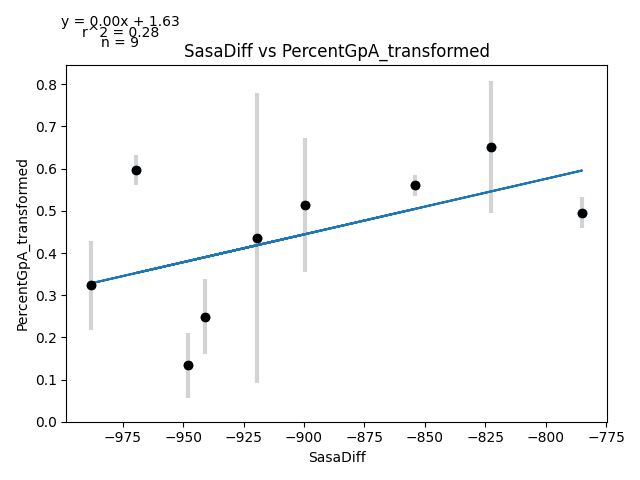 y = 0.00x + 1.63
r^2 = 0.28
n = 9
SasaDiff vs PercentGpA_transformed
PercentGpA_transformed
0.8
0.7
0.6
0.5
0.4
0.3
0.2
0.1
0.0
−975 −950 −925 −900 −875 −850 −825 −800 −775
SasaDiff